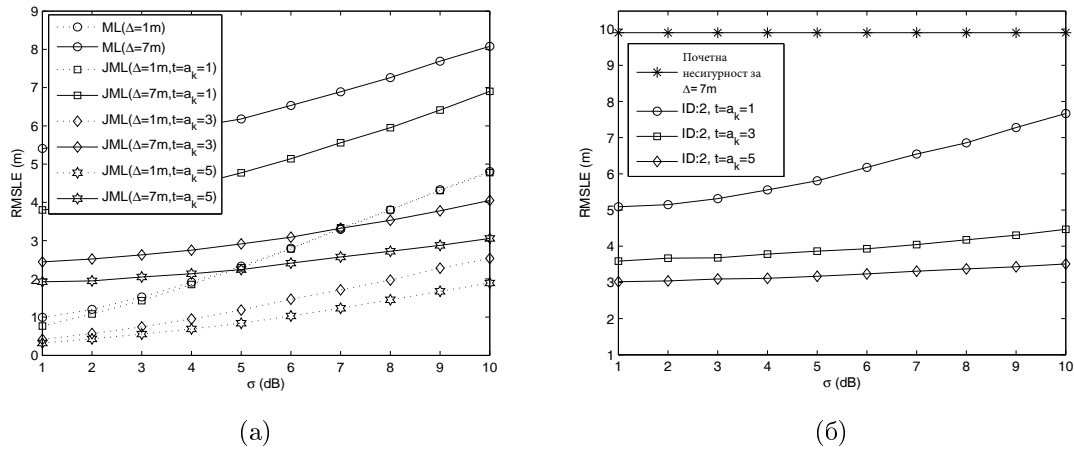 9
8
7
6
5
4
3
2
1
0
RMSLE (m)
ML(Δ=1m)
ML(Δ=7m)
JML(Δ=1m,t=a_k=1)
JML(Δ=7m,t=a_k=1)
JML(Δ=1m,t=a_k=3)
JML(Δ=7m,t=a_k=3)
JML(Δ=1m,t=a_k=5)
JML(Δ=7m,t=a_k=5)
1 2 3 4 5 6 7 8 9 10
σ (dB)
(а)
10
9
8
7
6
5
4
3
2
1
RMSLE (m)
Почетна
несигурност за
Δ= 7m
ID:2, t=a_k=1
ID:2, t=a_k=3
ID:2, t=a_k=5
1 2 3 4 5 6 7 8 9 10
σ (dB)
(б)